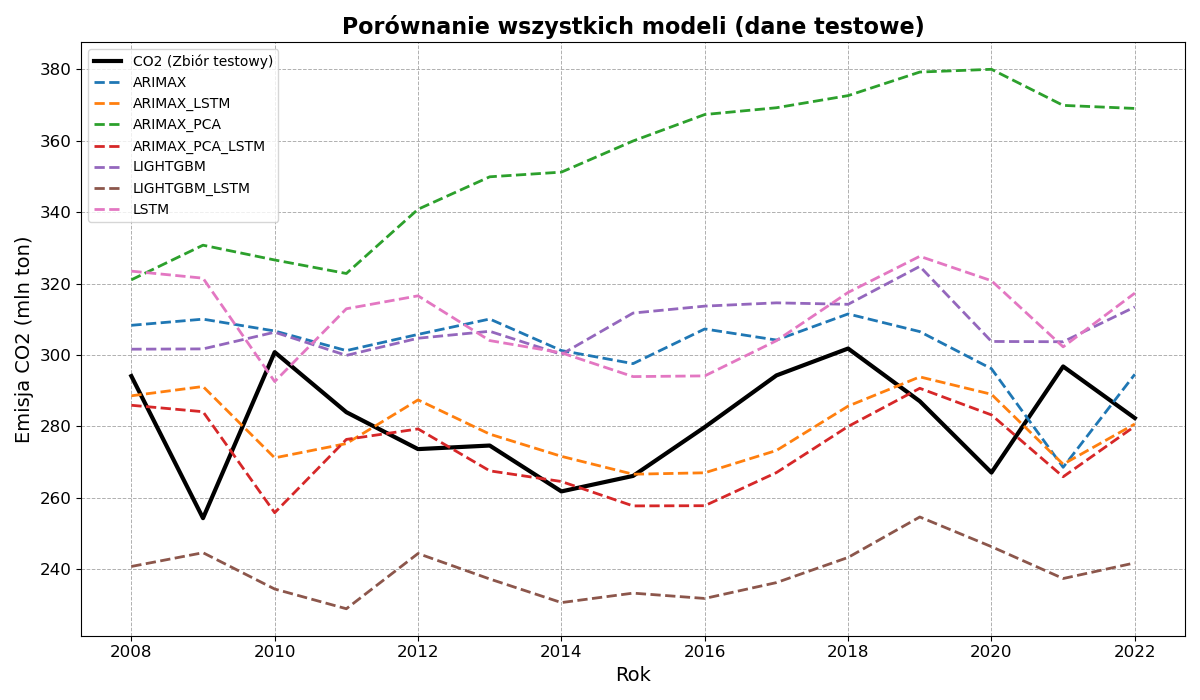 Porównanie wszystkich modeli (dane testowe)
CO2 (Zbiór testowy)
ARIMAX
ARIMAX_LSTM
ARIMAX_PCA
ARIMAX_PCA_LSTM
LIGHTGBM
LIGHTGBM_LSTM
LSTM
Emisja CO2 (mln ton)
380
360
340
320
300
280
260
240
2008 2010 2012 2014 2016 2018 2020 2022
Rok